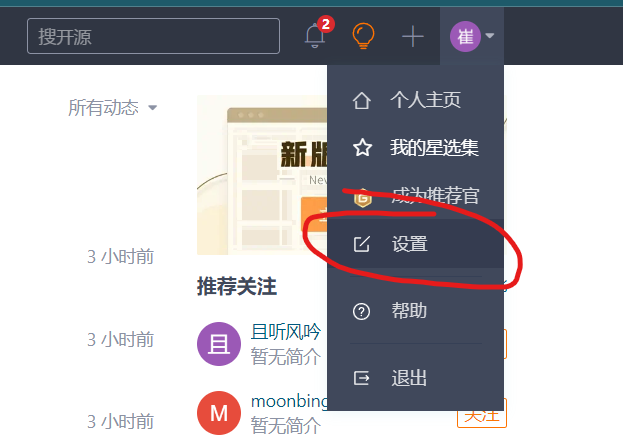 搜开源
2
崔
所有动态
个人主页
我的星选集
新版
New
成为推荐官
3 小时前
设置
推荐关注
帮助
3 小时前
且
且听风吟
暂无简介
退出
M
moonbing
3 小时前
暂无简介
关注